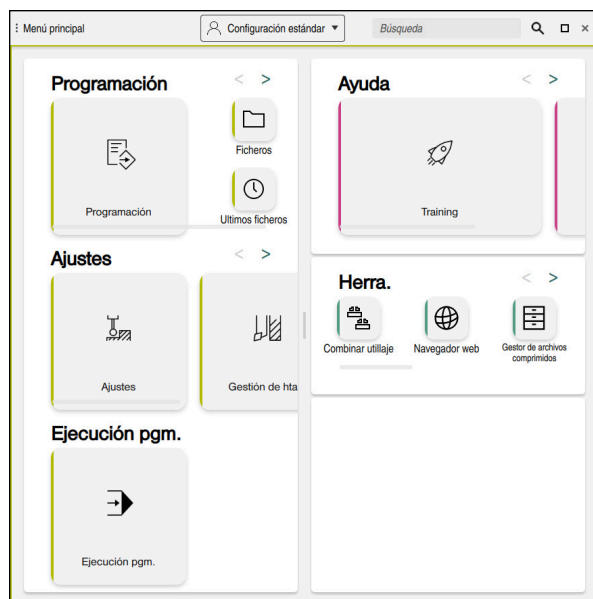 Menú principal
Configuración estándar
Búsqueda
Programación
Programación
Ficheros
Ultimos ficheros
Ajustes
Ajustes
Gestión de hta
Ejecución pgm.
Ejecución pgm.
Ayuda
Training
Herra.
Combinar utillaje
Navegador web
Gestor de archivos
comprimidos